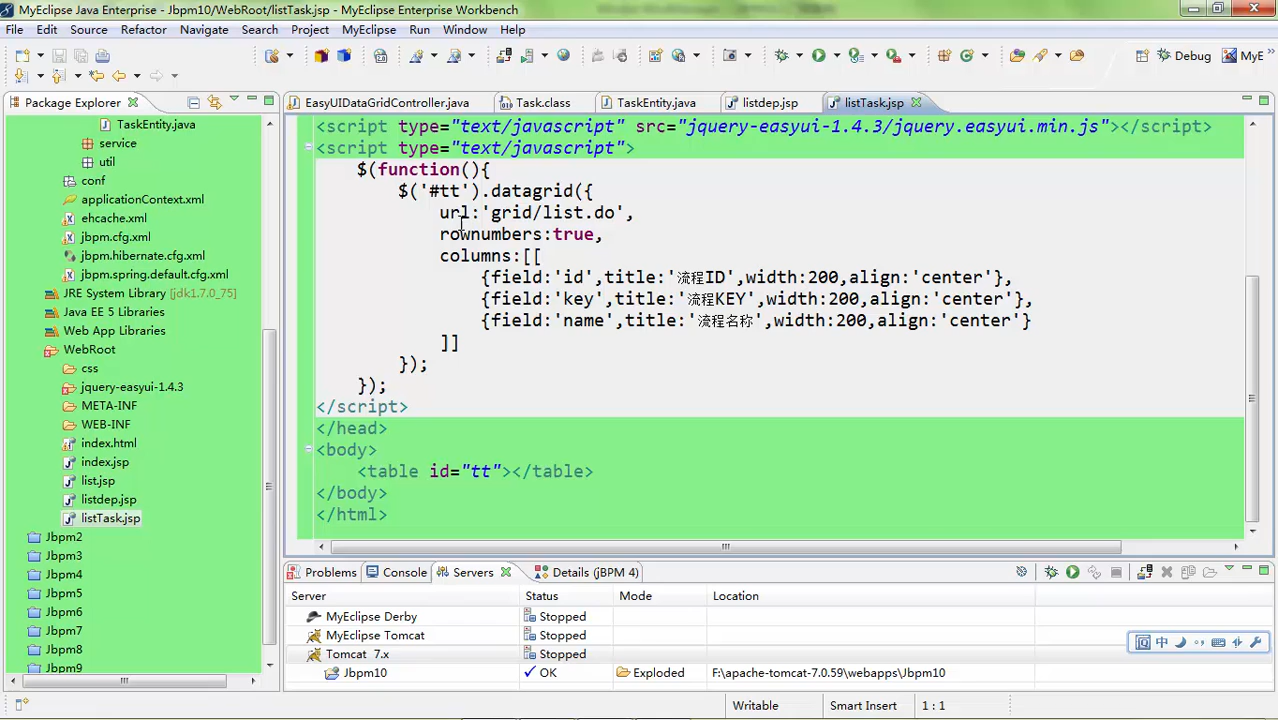 MyEclipse Java Enterprise - Jbpm10/WebRoot/listTask.jsp - MyEclipse Enterprise Workbench
File Edit Source Refactor Navigate Search Project MyEclipse Run Window Help
Debug MyE
Package Explorer
EasyUIDataGridController.java Task.class TaskEntity.java listdep.jsp listTask.jsp
TaskEntity.java
service
util
conf
applicationContext.xml
ehcache.xml
jbpm.cfg.xml
jbpm.hibernate.cfg.xml
jbpm.spring.default.cfg.xml
JRE System Library [jdk1.7.0_75]
Java EE 5 Libraries
Web App Libraries
WebRoot
css
jquery-easyui-1.4.3
META-INF
WEB-INF
index.html
index.jsp
list.jsp
listdep.jsp
listTask.jsp
Jbpm2
Jbpm3
Jbpm4
Jbpm5
Jbpm6
Jbpm7
Jbpm8
Jbpm9
<script type="text/javascript" src="jquery-easyui-1.4.3/jquery.easyui.min.js"></script>
<script type="text/javascript">
$(function(){
$('#tt').datagrid({
url:'grid/list.do',
rownumbers:true,
columns:[[
{field:'id',title:'流程ID',width:200,align:'center'},
{field:'key',title:'流程KEY',width:200,align:'center'},
{field:'name',title:'流程名称',width:200,align:'center'}
]]
});
});
</script>
</head>
<body>
<table id="tt"></table>
</body>
</html>
Problems Console Servers Details (jBPM 4)
Server Status Mode Location
MyEclipse Derby Stopped
MyEclipse Tomcat Stopped
Tomcat 7.x Stopped
Jbpm10 OK Exploded F:\apache-tomcat-7.0.59\webapps\Jbpm10
中
Writable Smart Insert 1 : 1